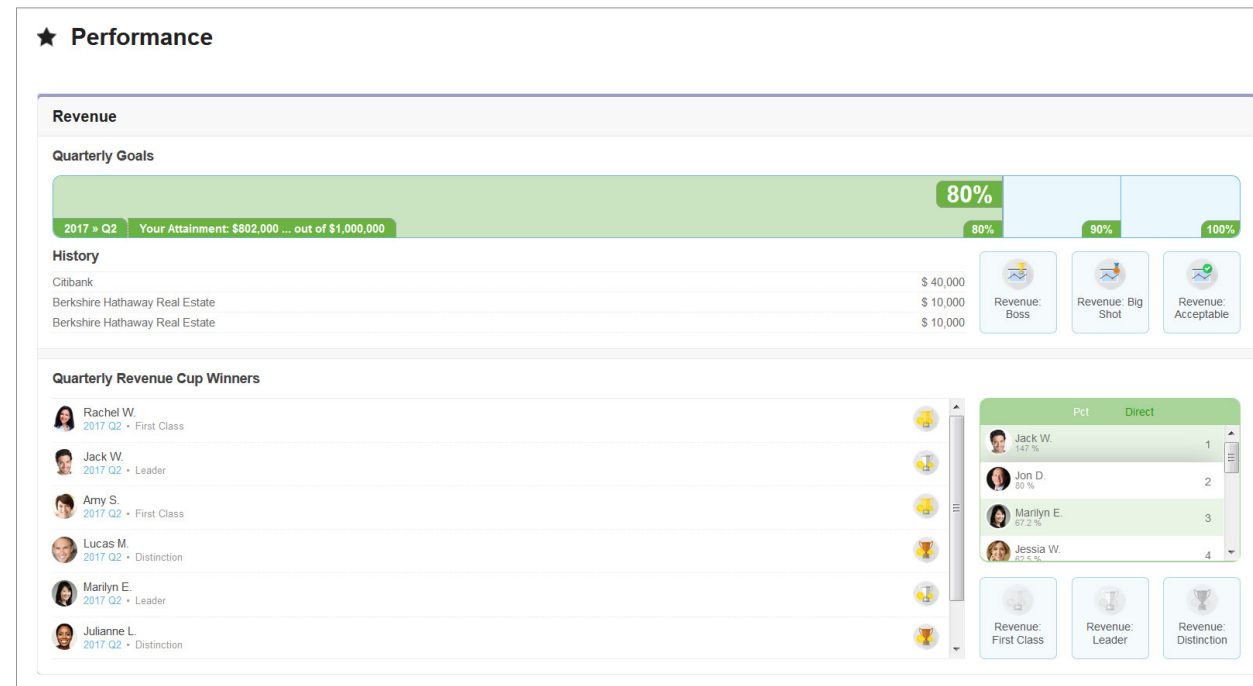 Performance
Revenue
Quarterly Goals
80%
2017 » Q2 Your Attainment: $802,000 ... out of $1,000,000 80% 90% 100%
History
Citibank $ 40,000
Berkshire Hathaway Real Estate $ 10,000
Berkshire Hathaway Real Estate $ 10,000
Revenue: Boss
Revenue: Big Shot
Revenue: Acceptable
Quarterly Revenue Cup Winners
Rachel W.
2017 Q2 • First Class
Jack W.
2017 Q2 • Leader
Amy S.
2017 Q2 • First Class
Lucas M.
2017 Q2 • Distinction
Marilyn E.
2017 Q2 • Leader
Julianne L.
2017 Q2 • Distinction
Pct Direct
Jack W. 1
147 %
Jon D. 2
80 %
Marilyn E. 3
67.2 %
Jessia W. 4
62.5 %
Revenue: First Class
Revenue: Leader
Revenue: Distinction